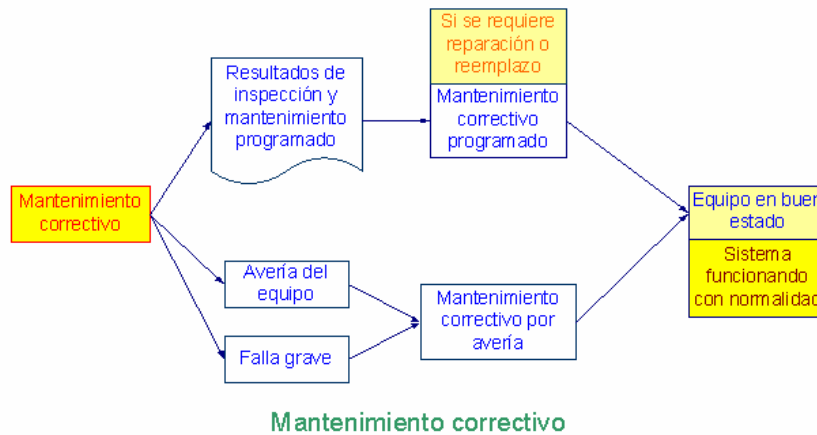 Si se requiere
reparación o
reemplazo
Resultados de
inspección y
mantenimiento
programado
Mantenimiento
correctivo
programado
Mantenimiento
correctivo
Equipo en buen
estado
Sistema
funcionando
con normalidad
Avería del
equipo
Mantenimiento
correctivo por
avería
Falla grave
Mantenimiento correctivo